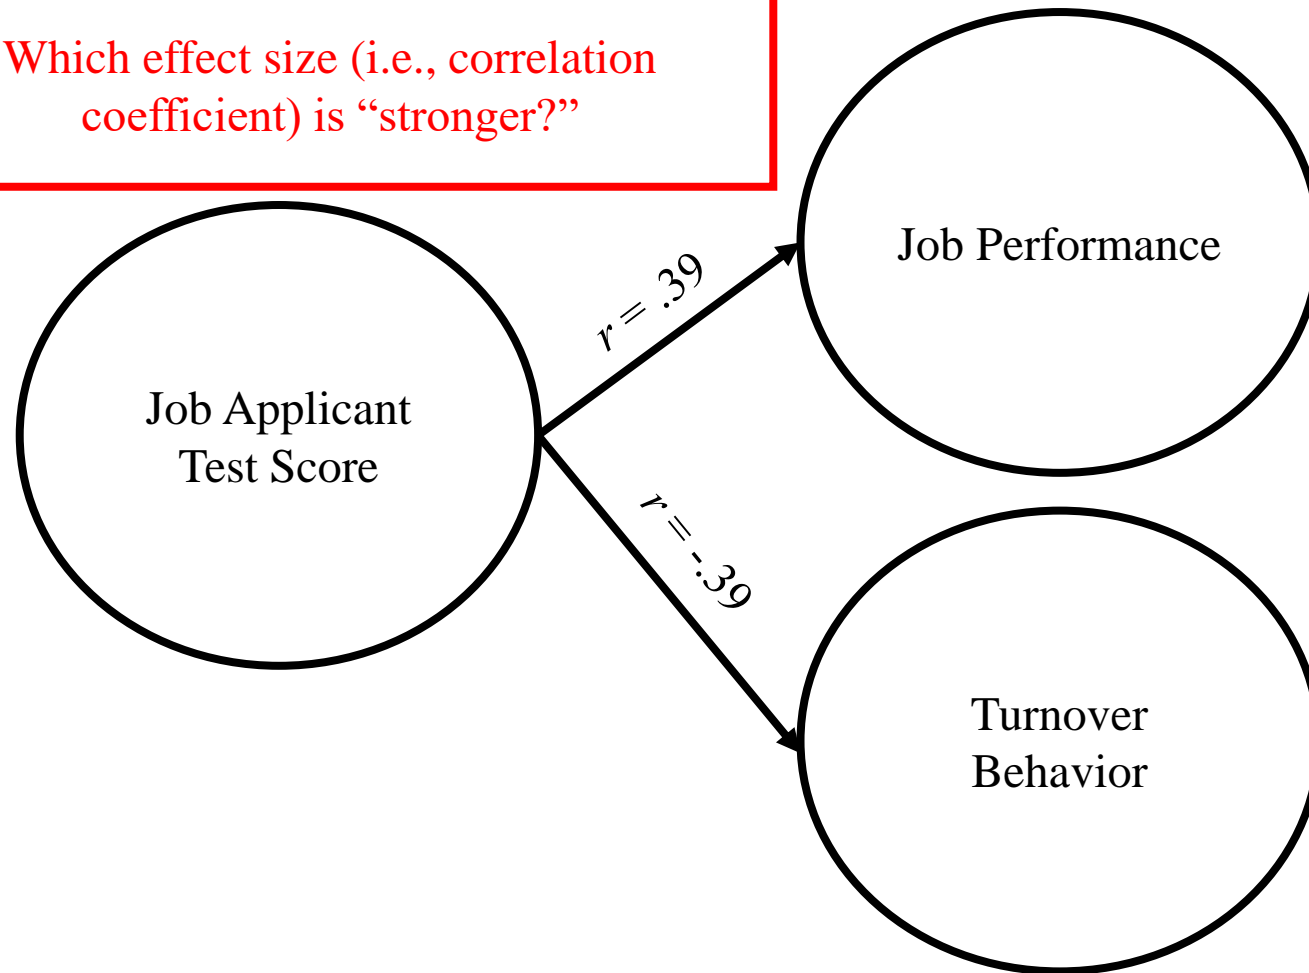 Which effect size (i.e., correlation
coefficient) is “stronger?”
Job Performance
r = .39
Job Applicant
Test Score
r = -.39
Turnover
Behavior